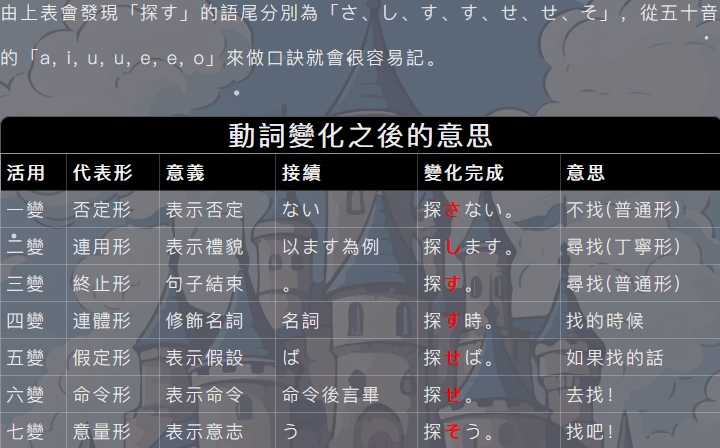 由上表會發現「探す」的語尾分別為「さ、し、す、す、せ、せ、そ」，從五十音
的「a, i, u, u, e, e, o」來做口訣就會很容易記。
動詞變化之後的意思
活用 代表形 意義 接續 變化完成 意思
一變 否定形 表示否定 ない 探さない。 不找(普通形)
二變 連用形 表示禮貌 以ます為例 探します。 尋找(丁寧形)
三變 終止形 句子結束 。 探す。 尋找(普通形)
四變 連體形 修飾名詞 名詞 探す時。 找的時候
五變 假定形 表示假設 ば 探せば。 如果找的話
六變 命令形 表示命令 命令後言畢 探せ。 去找!
七變 意量形 表示意志 う 探そう。 找吧!